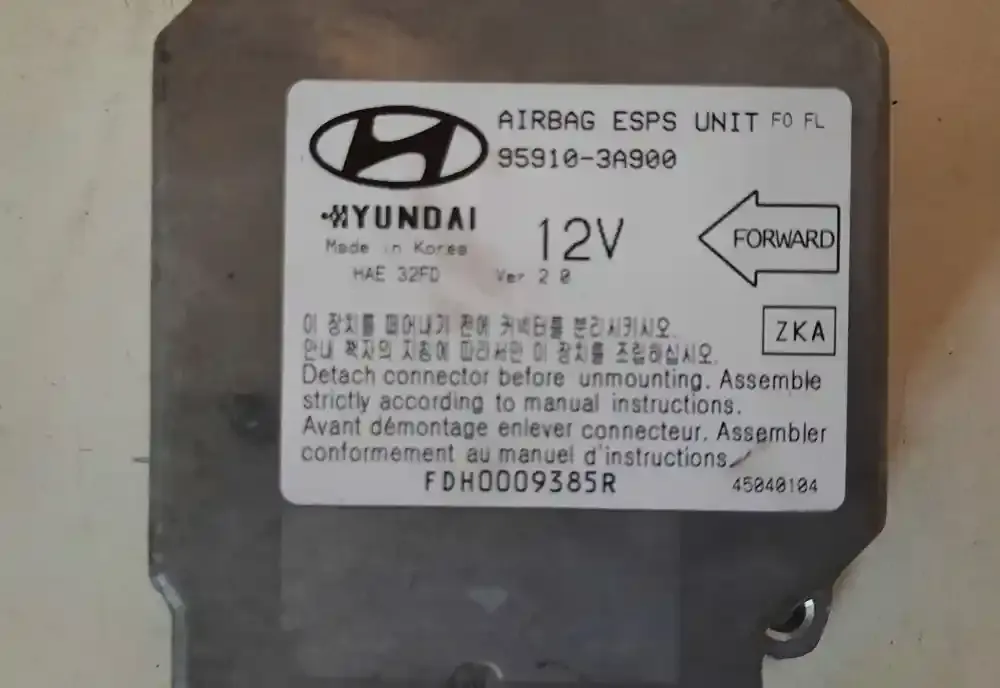 AIRBAG ESPS UNIT FO FL
95910-3A900
HYUNDAI
Made in Korea
12V
FORWARD
HAE 32FD Ver 2 0
ZKA
이 장치를 떼어내기 전에 커넥터를 분리시키시오.
안내 책자의 지침에 따라서만 이 장치를 조립하십시오.
Detach connector before unmounting. Assemble
strictly according to manual instructions.
Avant démontage enlever connecteur. Assembler
conformement au manuel d'instructions.
FDH0009385R 45040104